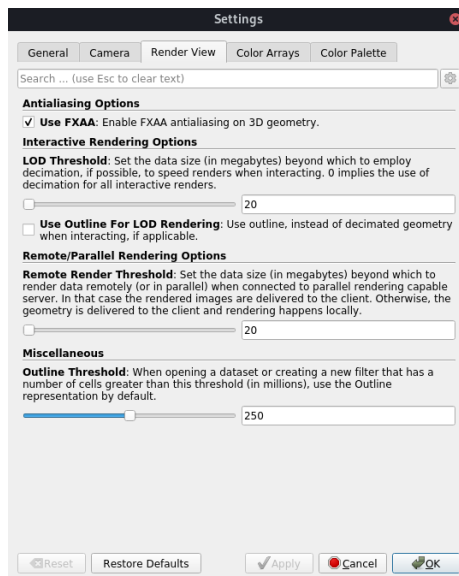 Settings
General Camera Render View Color Arrays Color Palette
Search ... (use Esc to clear text)
Antialiasing Options
Use FXAA: Enable FXAA antialiasing on 3D geometry.
Interactive Rendering Options
LOD Threshold: Set the data size (in megabytes) beyond which to employ
decimation, if possible, to speed renders when interacting. 0 implies the use of
decimation for all interactive renders.
20
Use Outline For LOD Rendering: Use outline, instead of decimated geometry
when interacting, if applicable.
Remote/Parallel Rendering Options
Remote Render Threshold: Set the data size (in megabytes) beyond which to
render data remotely (or in parallel) when connected to parallel rendering capable
server. In that case the rendered images are delivered to the client. Otherwise, the
geometry is delivered to the client and rendering happens locally.
20
Miscellaneous
Outline Threshold: When opening a dataset or creating a new filter that has a
number of cells greater than this threshold (in millions), use the Outline
representation by default.
250
Reset Restore Defaults Apply Cancel OK